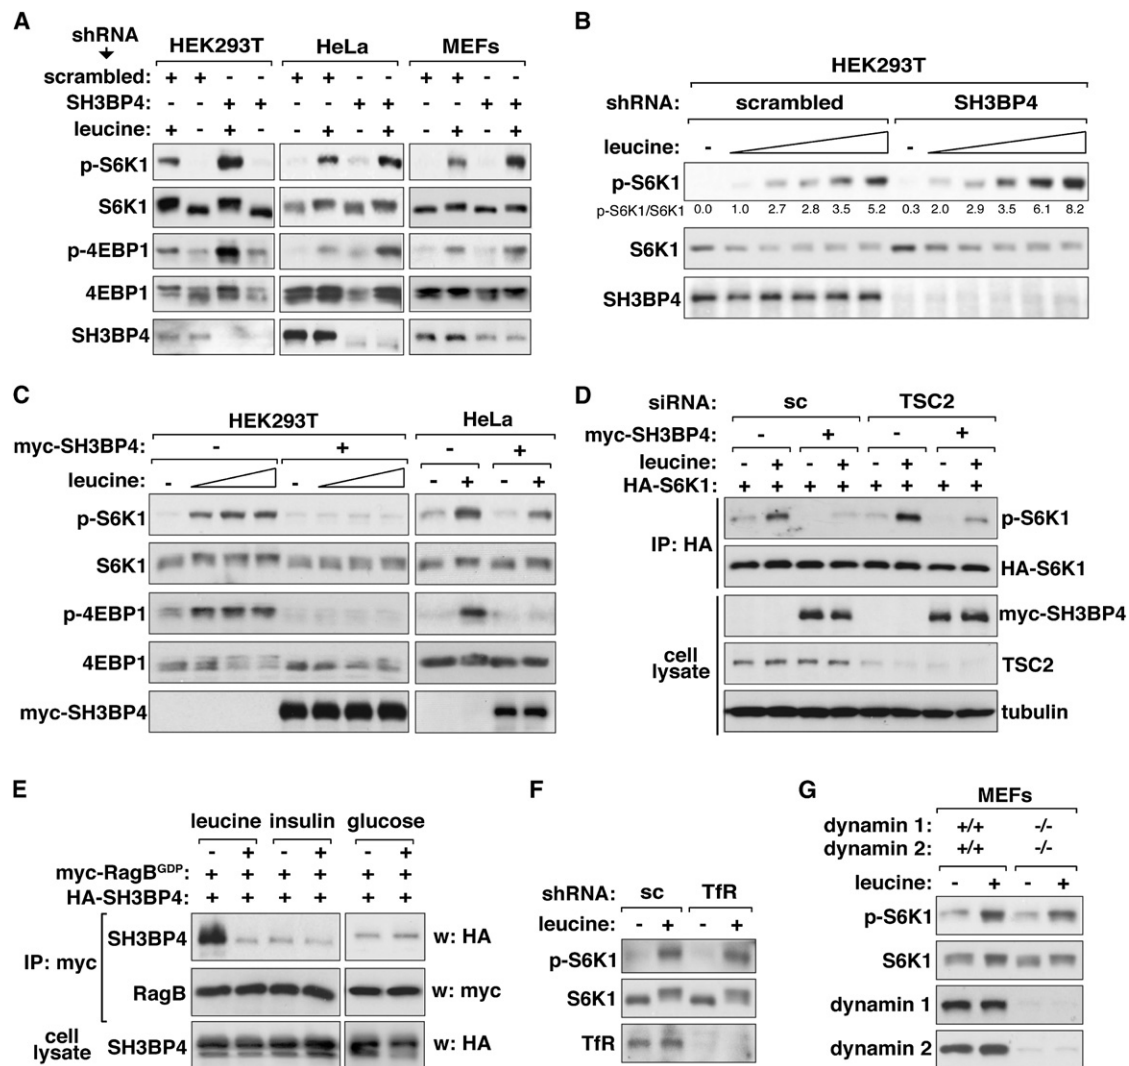 A
shRNA
HEK293T HeLa MEFs
scrambled: + + - - + + - - + + - -
SH3BP4: - - + + - - + + - - + +
leucine: + - + - - + - + - + - +
p-S6K1
S6K1
p-4EBP1
4EBP1
SH3BP4
B
HEK293T
shRNA: scrambled SH3BP4
leucine: - -
p-S6K1
p-S6K1/S6K1 0.0 1.0 2.7 2.8 3.5 5.2 0.3 2.0 2.9 3.5 6.1 8.2
S6K1
SH3BP4
C
HEK293T HeLa
myc-SH3BP4: - + - +
leucine: - - - + - +
p-S6K1
S6K1
p-4EBP1
4EBP1
myc-SH3BP4
D
siRNA: sc TSC2
myc-SH3BP4: - + - +
leucine: - + - + - + - +
HA-S6K1: + + + + + + + +
IP: HA
p-S6K1
HA-S6K1
cell lysate
myc-SH3BP4
TSC2
tubulin
E
leucine insulin glucose
- + - + - +
myc-RagBGDP: + + + + + +
HA-SH3BP4: + + + + + +
IP: myc
SH3BP4 w: HA
RagB w: myc
cell lysate
SH3BP4 w: HA
F
shRNA: sc TfR
leucine: - + - +
p-S6K1
S6K1
TfR
G
MEFs
dynamin 1: +/+ -/-
dynamin 2: +/+ -/-
leucine: - + - +
p-S6K1
S6K1
dynamin 1
dynamin 2